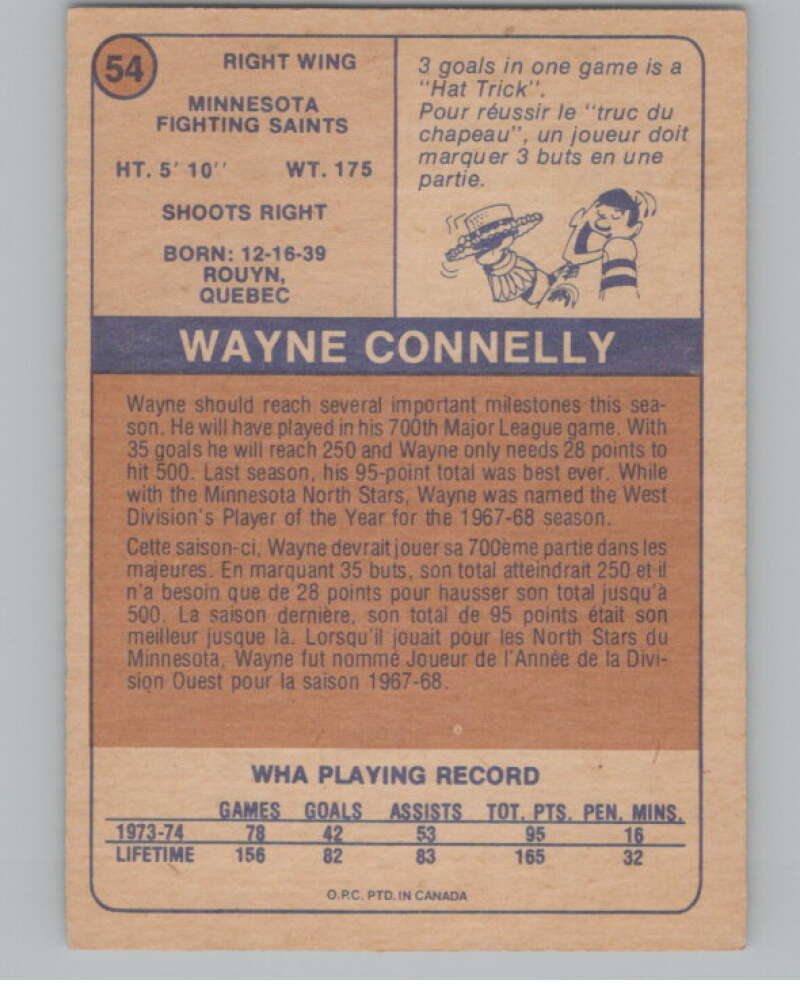 54
RIGHT WING
MINNESOTA
FIGHTING SAINTS
HT. 5' 10'' WT. 175
SHOOTS RIGHT
BORN: 12-16-39
ROUYN,
QUEBEC
3 goals in one game is a
"Hat Trick".
Pour réussir le "truc du
chapeau", un joueur doit
marquer 3 buts en une
partie.
WAYNE CONNELLY
Wayne should reach several important milestones this sea-
son. He will have played in his 700th Major League game. With
35 goals he will reach 250 and Wayne only needs 28 points to
hit 500. Last season, his 95-point total was best ever. While
with the Minnesota North Stars, Wayne was named the West
Division's Player of the Year for the 1967-68 season.
Cette saison-ci, Wayne devrait jouer sa 700ème partie dans les
majeures. En marquant 35 buts, son total atteindrait 250 et il
n'a besoin que de 28 points pour hausser son total jusqu'à
500. La saison dernière, son total de 95 points était son
meilleur jusque là. Lorsqu'il jouait pour les North Stars du
Minnesota, Wayne fut nommé Joueur de l'Année de la Divi-
sion Ouest pour la saison 1967-68.
WHA PLAYING RECORD
GAMES GOALS ASSISTS TOT. PTS. PEN. MINS.
1973-74 78 42 53 95 16
LIFETIME 156 82 83 165 32
O.P.C. PTD. IN CANADA